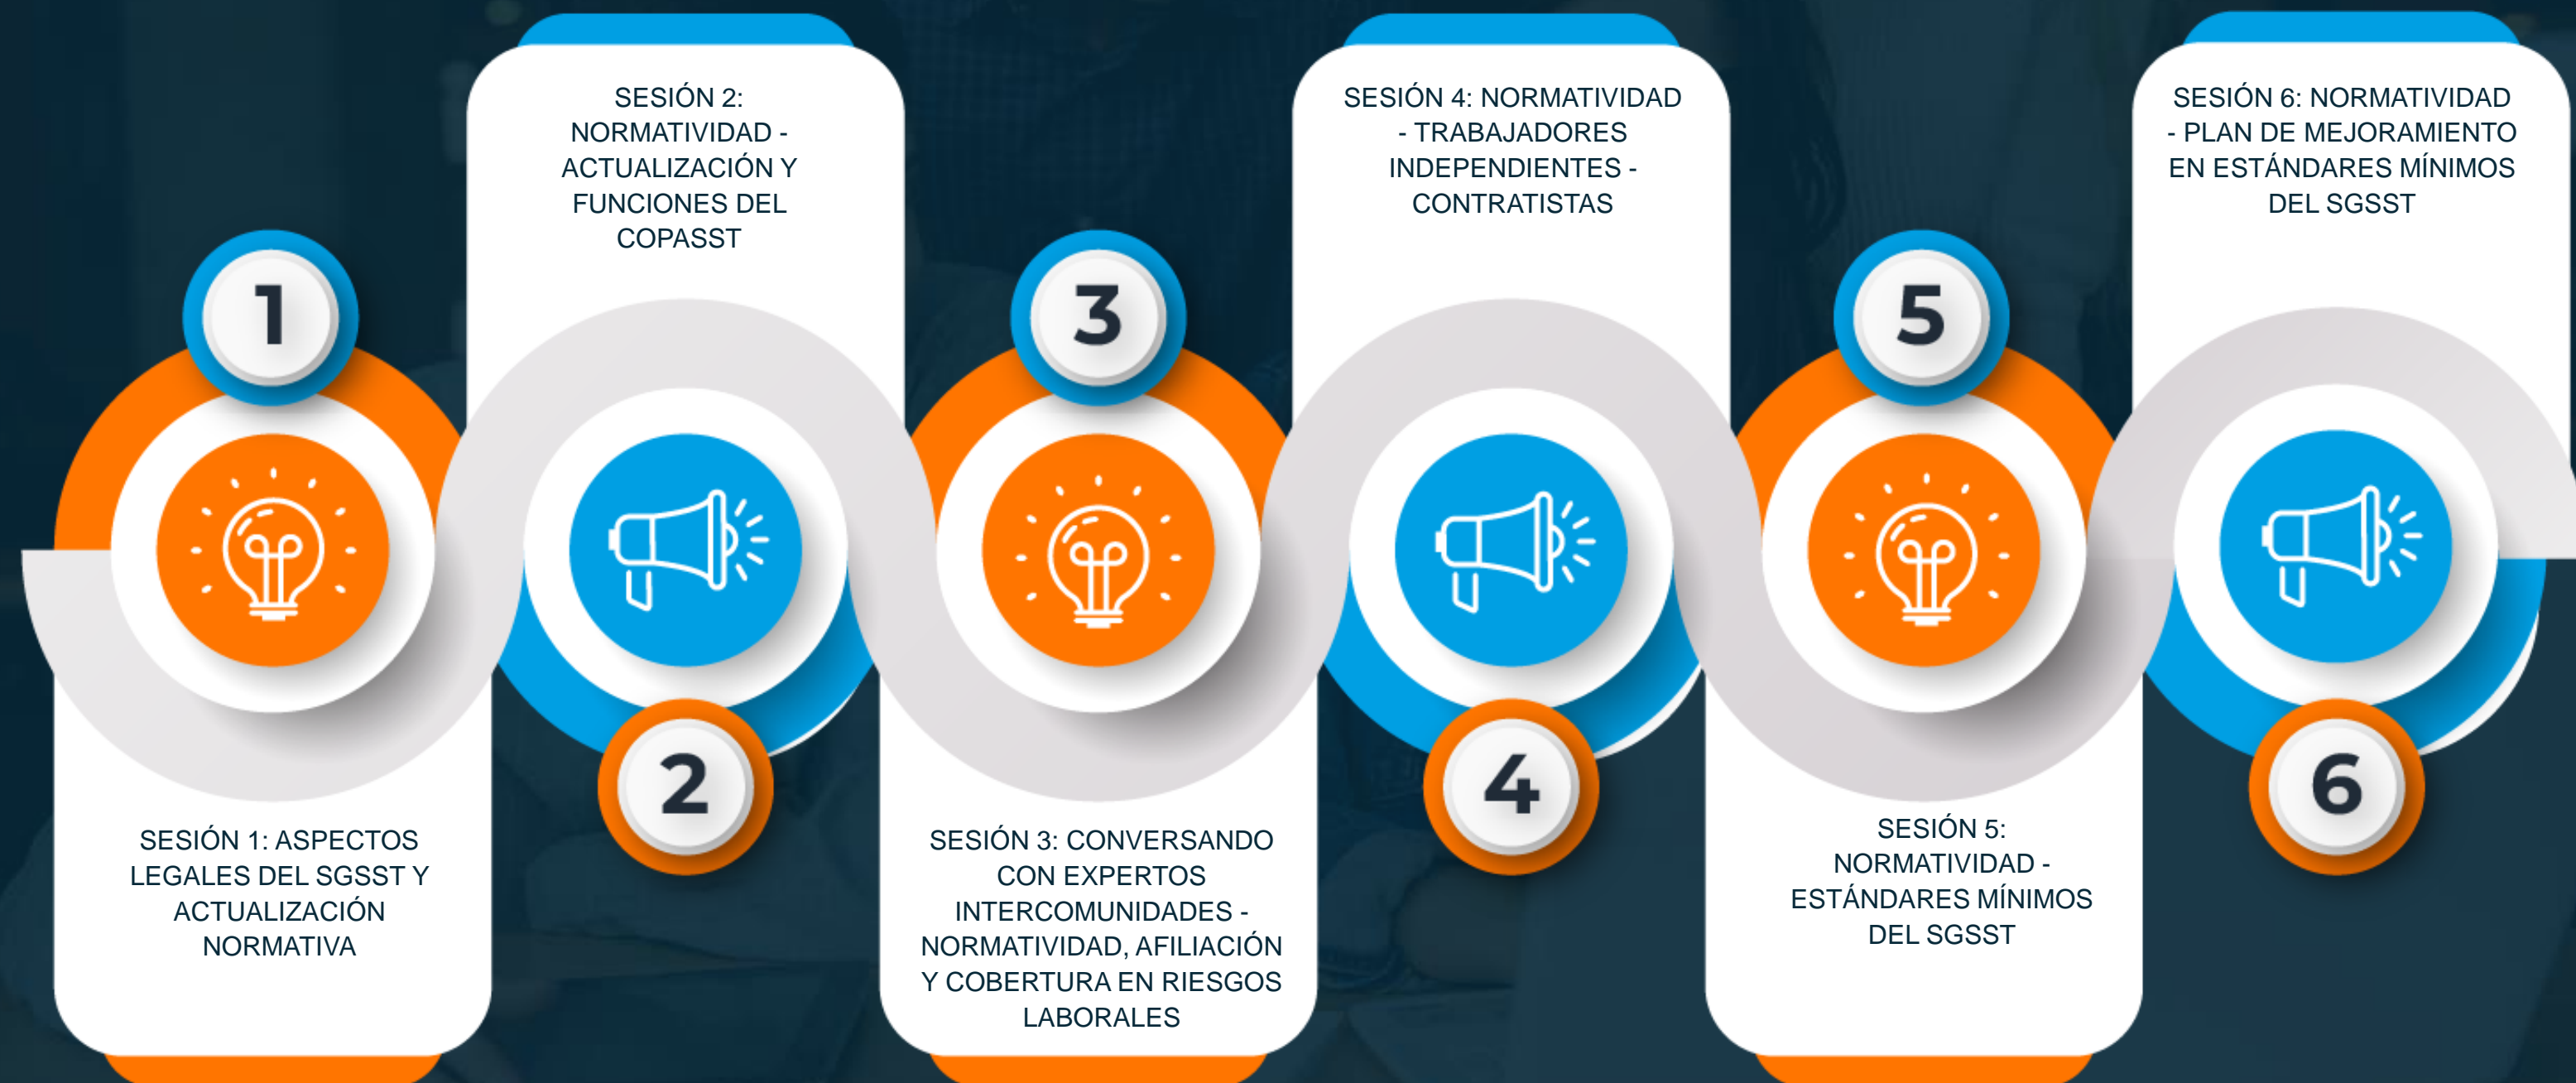 1
SESIÓN 1: ASPECTOS
LEGALES DEL SGSST Y
ACTUALIZACIÓN
NORMATIVA
SESIÓN 2:
NORMATIVIDAD -
ACTUALIZACIÓN Y
FUNCIONES DEL
COPASST
2
3
SESIÓN 3: CONVERSANDO
CON EXPERTOS
INTERCOMUNIDADES -
NORMATIVIDAD, AFILIACIÓN
Y COBERTURA EN RIESGOS
LABORALES
SESIÓN 4: NORMATIVIDAD
- TRABAJADORES
INDEPENDIENTES -
CONTRATISTAS
4
5
SESIÓN 5:
NORMATIVIDAD -
ESTÁNDARES MÍNIMOS
DEL SGSST
SESIÓN 6: NORMATIVIDAD
- PLAN DE MEJORAMIENTO
EN ESTÁNDARES MÍNIMOS
DEL SGSST
6